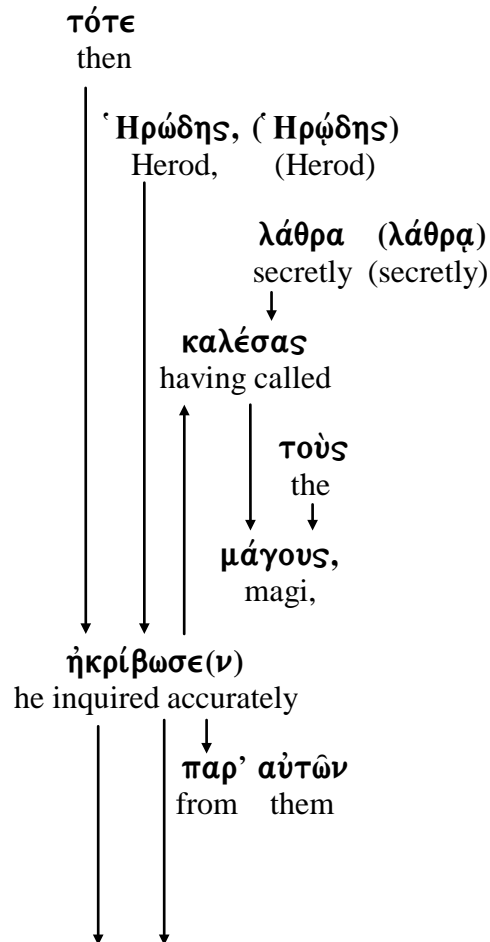 τότε
then
Ἡρώδης, (Ἡρῴδης)
Herod, (Herod)
λάθρα (λάθρᾳ)
secretly (secretly)
καλέσας
having called
τοὺς
the
μάγους,
magi,
ἠκρίβωσε(ν)
he inquired accurately
παρ’ αὐτῶν
from them